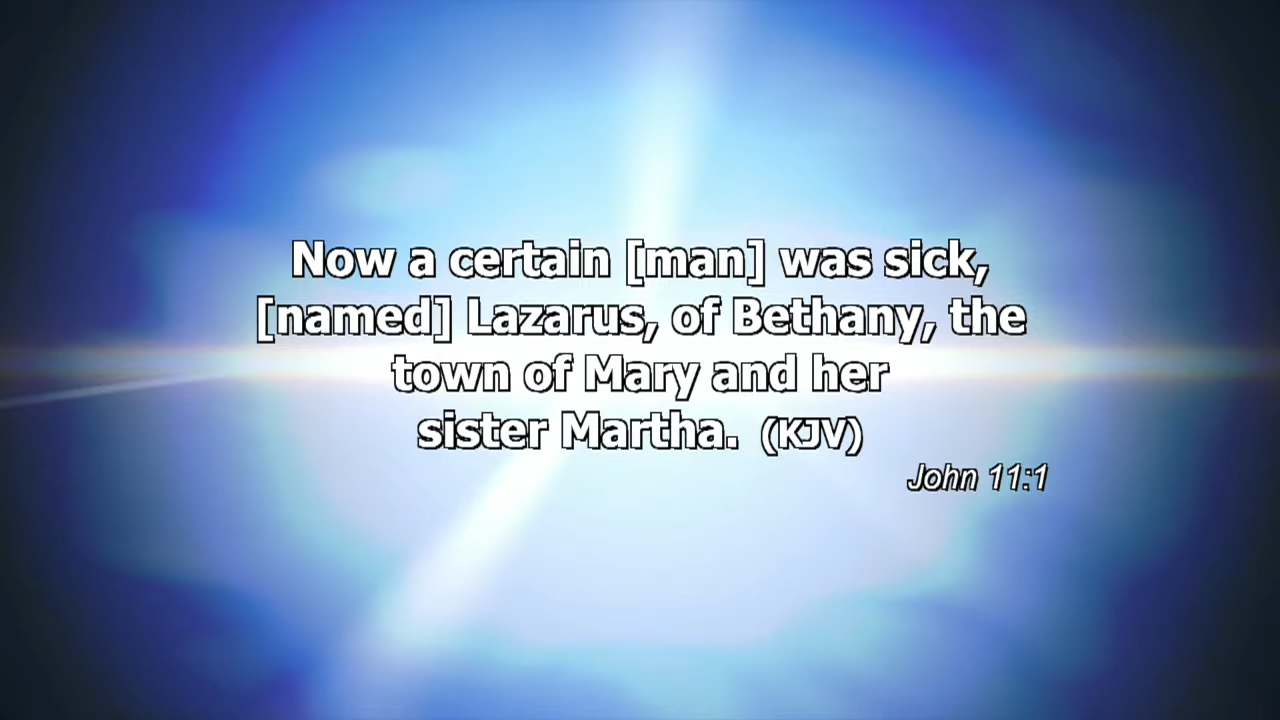 Now a certain [man] was sick,
[named] Lazarus, of Bethany, the
town of Mary and her
sister Martha. (KJV)
John 11:1